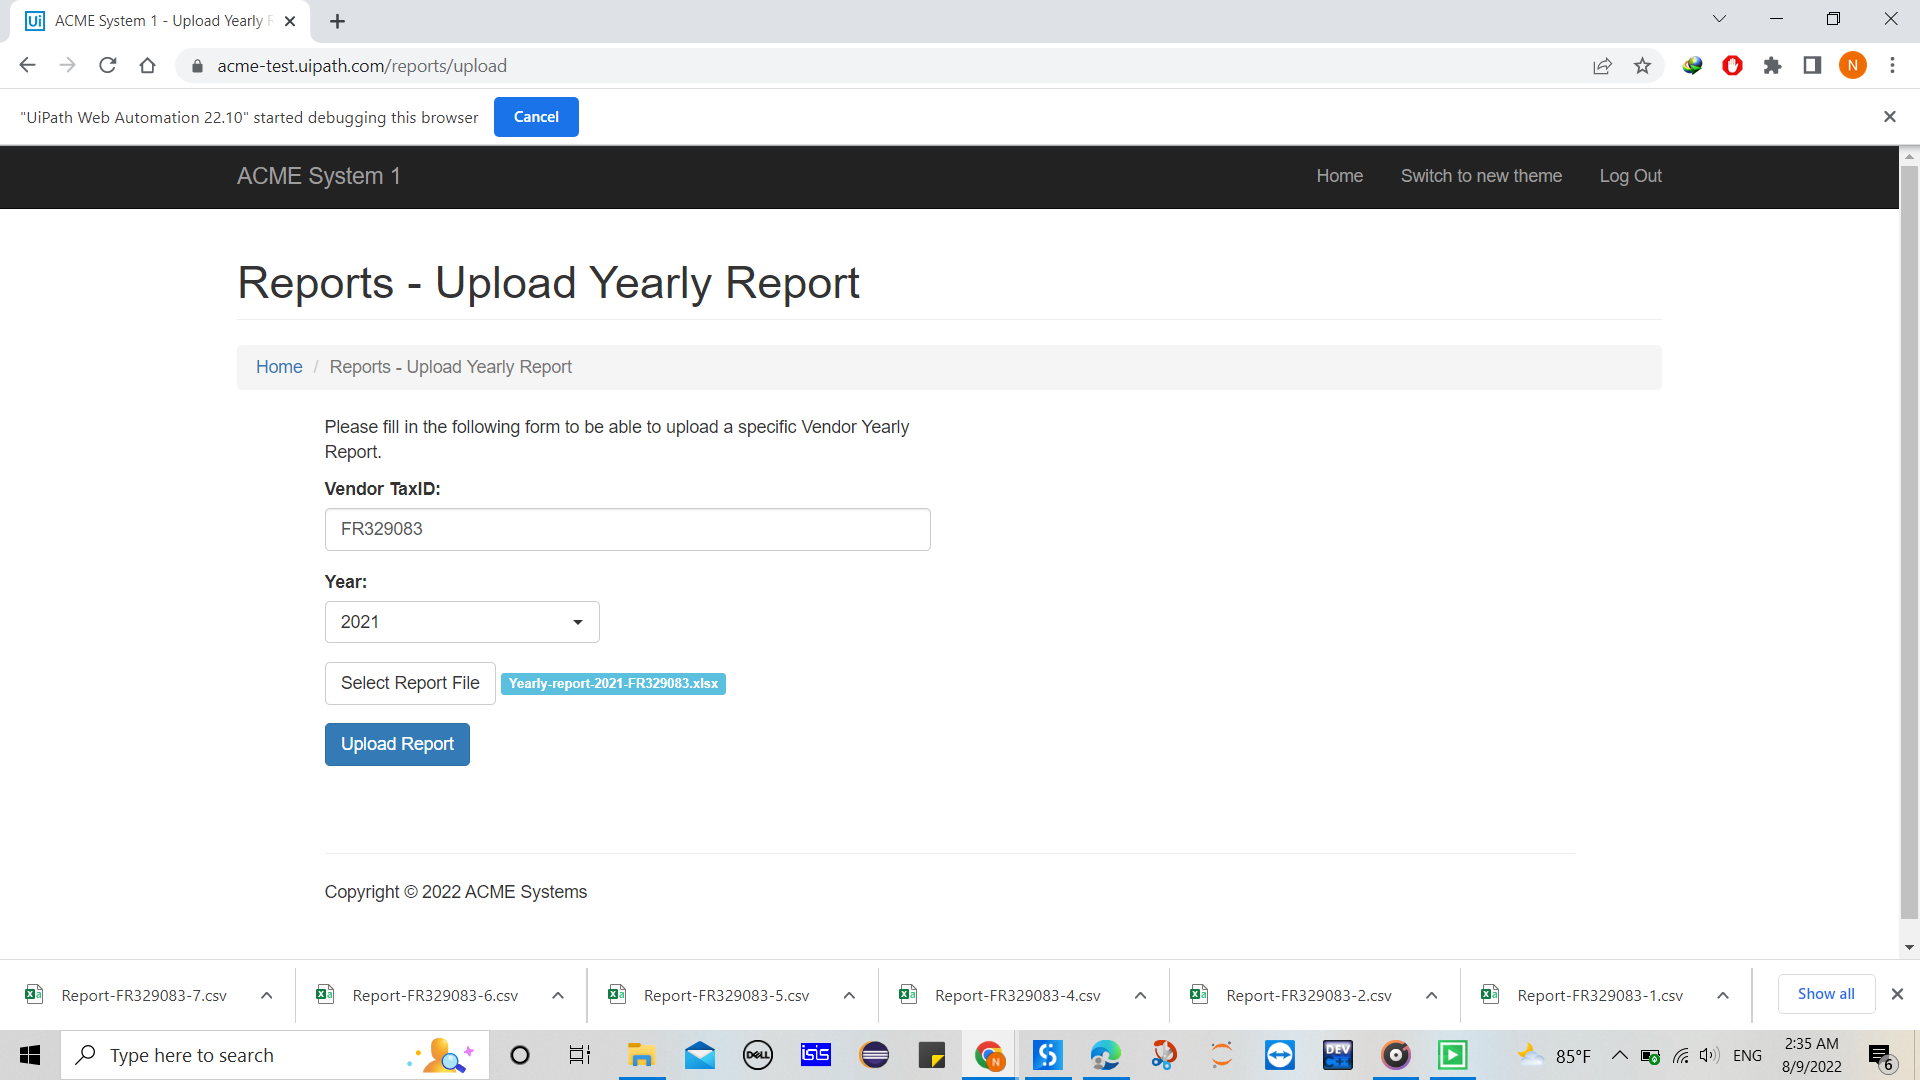 ACME System 1 - Upload Yearly R
acme-test.uipath.com/reports/upload
N
"UiPath Web Automation 22.10" started debugging this browser
Cancel
ACME System 1
Home
Switch to new theme
Log Out
Reports - Upload Yearly Report
Home / Reports - Upload Yearly Report
Please fill in the following form to be able to upload a specific Vendor Yearly
Report.
Vendor TaxID:
FR329083
Year:
2021
Select Report File
Yearly-report-2021-FR329083.xlsx
Upload Report
Copyright © 2022 ACME Systems
Report-FR329083-7.csv
Report-FR329083-6.csv
Report-FR329083-5.csv
Report-FR329083-4.csv
Report-FR329083-2.csv
Report-FR329083-1.csv
Show all
Type here to search
DELL
isis
DEV
85°F
ENG
2:35 AM
8/9/2022
6